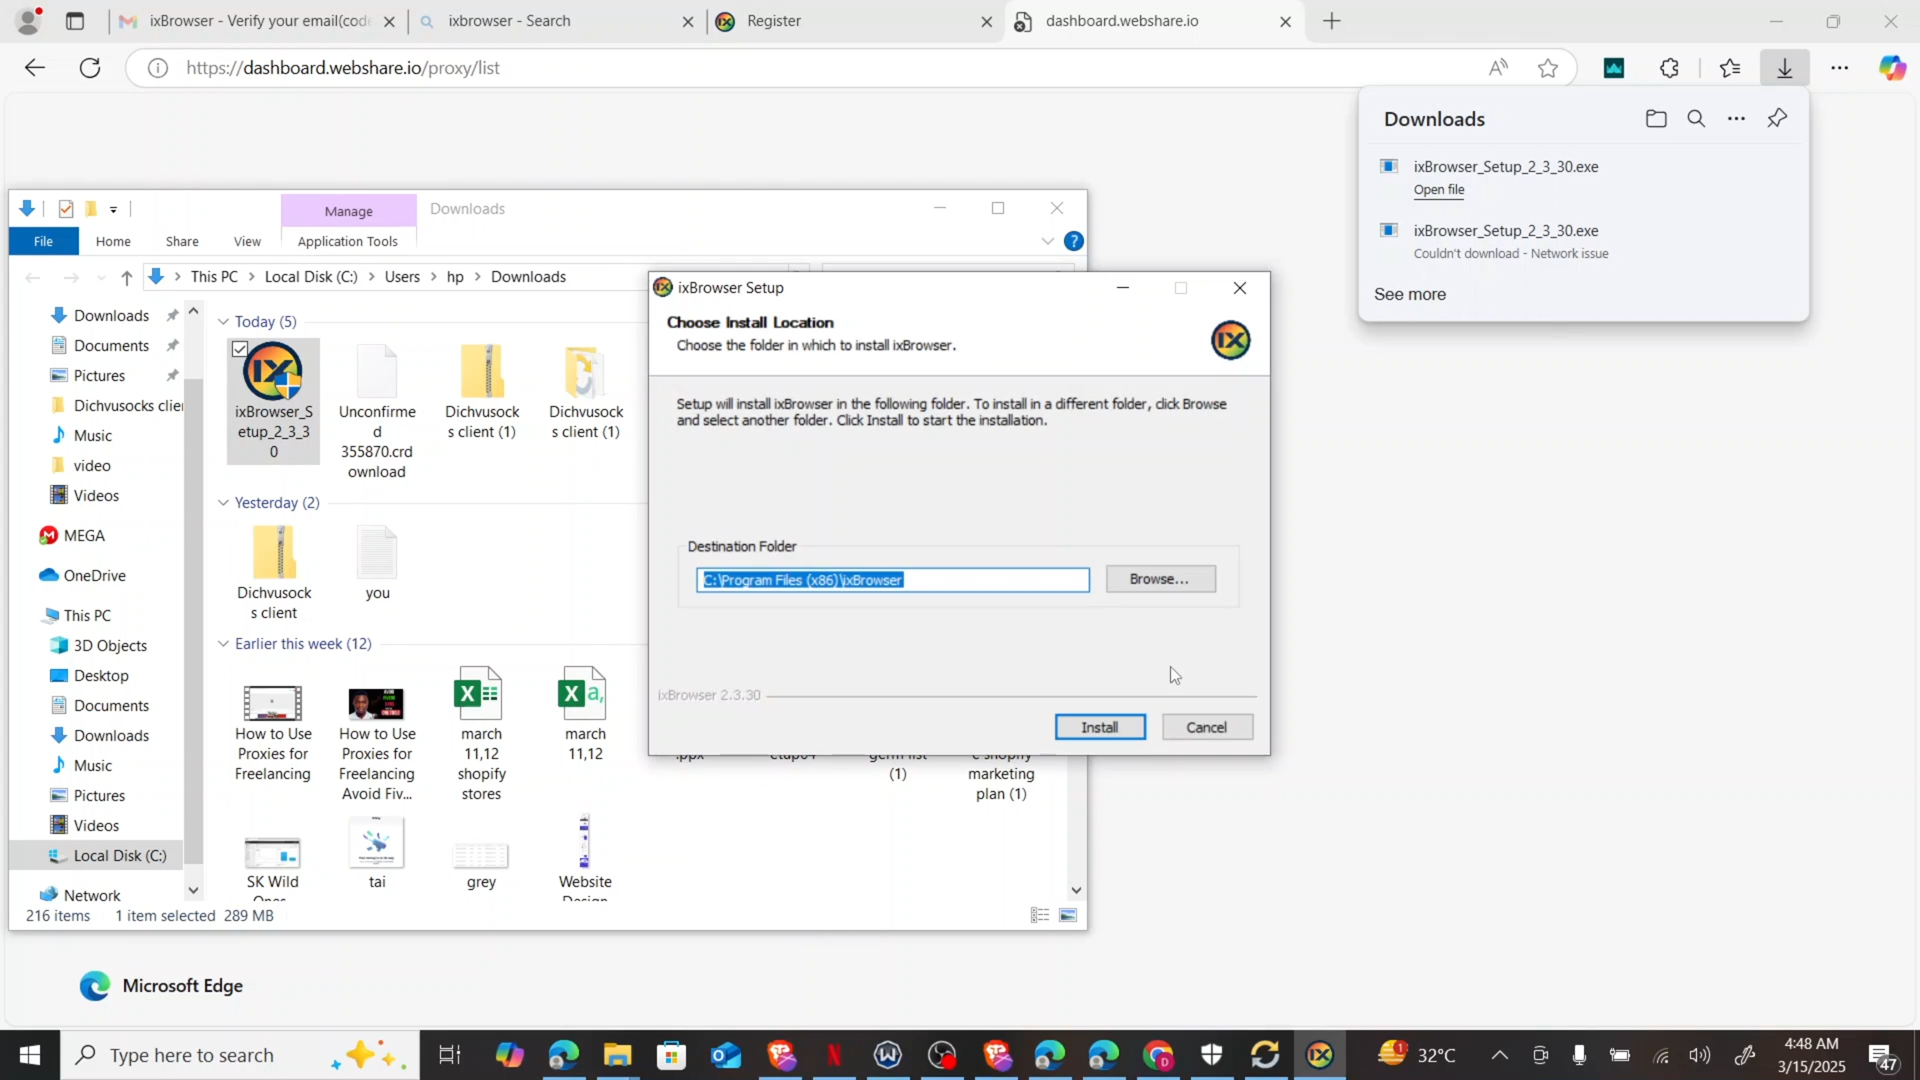 ixBrowser - Verify your email(code
ixbrowser - Search
Register
dashboard.webshare.io
https://dashboard.webshare.io/proxy/list
Downloads
ixBrowser_Setup_2_3_30.exe
Open file
ixBrowser_Setup_2_3_30.exe
Couldn't download - Network issue
See more
Manage
Downloads
File
Home
Share
View
Application Tools
This PC > Local Disk (C:) > Users > hp > Downloads
Downloads
Documents
Pictures
Dichvusocks clie
Music
video
Videos
MEGA
OneDrive
This PC
3D Objects
Desktop
Documents
Downloads
Music
Pictures
Videos
Local Disk (C:)
Network
Today (5)
ixBrowser_S
etup_2_3_3
0
Unconfirme
d
355870.crd
ownload
Dichvusock
s client (1)
Dichvusock
s client (1)
Yesterday (2)
Dichvusock
s client
you
Earlier this week (12)
How to Use
Proxies for
Freelancing
How to Use
Proxies for
Freelancing
Avoid Fiv...
march
11,12
shopify
stores
march
11,12
(1)
marketing
plan (1)
SK Wild
tai
grey
Website
216 items
1 item selected
289 MB
ixBrowser Setup
Choose Install Location
Choose the folder in which to install ixBrowser.
Setup will install ixBrowser in the following folder. To install in a different folder, click Browse
and select another folder. Click Install to start the installation.
Destination Folder
C:\Program Files (x86)\ixBrowser
Browse...
ixBrowser 2.3.30
Install
Cancel
Microsoft Edge
Type here to search
32°C
4:48 AM
3/15/2025
47